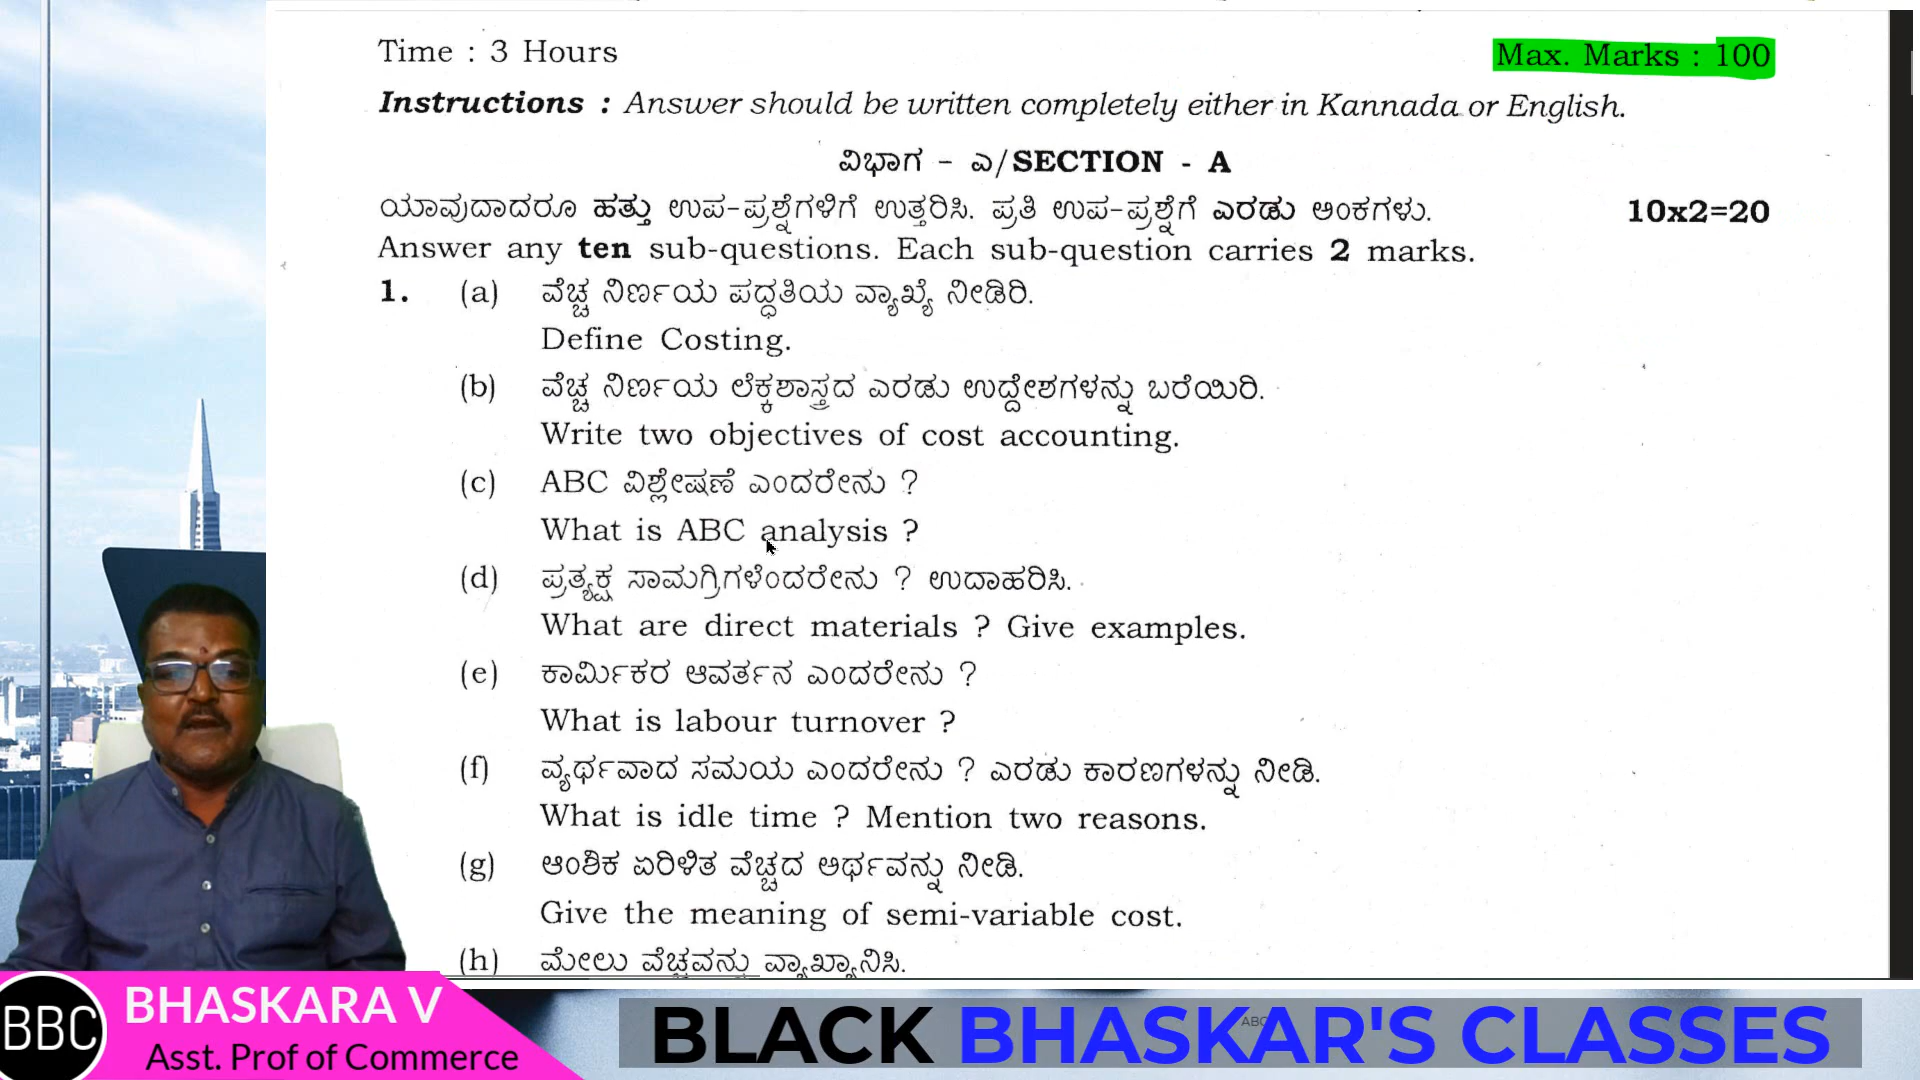 Time : 3 Hours
Max. Marks : 100
Instructions : Answer should be written completely either in Kannada or English.
ವಿಭಾಗ - ಎ/SECTION - A
ಯಾವುದಾದರೂ ಹತ್ತು ಉಪ-ಪ್ರಶ್ನೆಗಳಿಗೆ ಉತ್ತರಿಸಿ. ಪ್ರತಿ ಉಪ-ಪ್ರಶ್ನೆಗೆ ಎರಡು ಅಂಕಗಳು. 10x2=20
Answer any ten sub-questions. Each sub-question carries 2 marks.
1. (a) ವೆಚ್ಚ ನಿರ್ಣಯ ಪದ್ಧತಿಯ ವ್ಯಾಖ್ಯೆ ನೀಡಿರಿ.
Define Costing.
(b) ವೆಚ್ಚ ನಿರ್ಣಯ ಲೆಕ್ಕಶಾಸ್ತ್ರದ ಎರಡು ಉದ್ದೇಶಗಳನ್ನು ಬರೆಯಿರಿ.
Write two objectives of cost accounting.
(c) ABC ವಿಶ್ಲೇಷಣೆ ಎಂದರೇನು ?
What is ABC analysis ?
(d) ಪ್ರತ್ಯಕ್ಷ ಸಾಮಗ್ರಿಗಳೆಂದರೇನು ? ಉದಾಹರಿಸಿ.
What are direct materials ? Give examples.
(e) ಕಾರ್ಮಿಕರ ಆವರ್ತನ ಎಂದರೇನು ?
What is labour turnover ?
(f) ವ್ಯರ್ಥವಾದ ಸಮಯ ಎಂದರೇನು ? ಎರಡು ಕಾರಣಗಳನ್ನು ನೀಡಿ.
What is idle time ? Mention two reasons.
(g) ಆಂಶಿಕ ಏರಿಳಿತ ವೆಚ್ಚದ ಅರ್ಥವನ್ನು ನೀಡಿ.
Give the meaning of semi-variable cost.
(h) ಮೇಲು ವೆಚ್ಚವನ್ನು ವ್ಯಾಖ್ಯಾನಿಸಿ.
BBC
BHASKARA V
Asst. Prof of Commerce
BLACK BHASKAR'S CLASSES
ABC